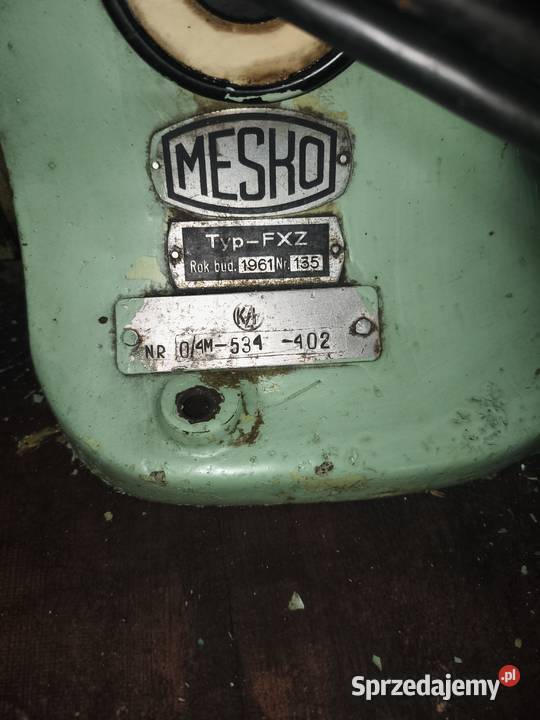 MESKO
Typ-FXZ
Rok bud. 1961 Nr. 135
NR 0/4M-534 -402
Sprzedajemy.pl